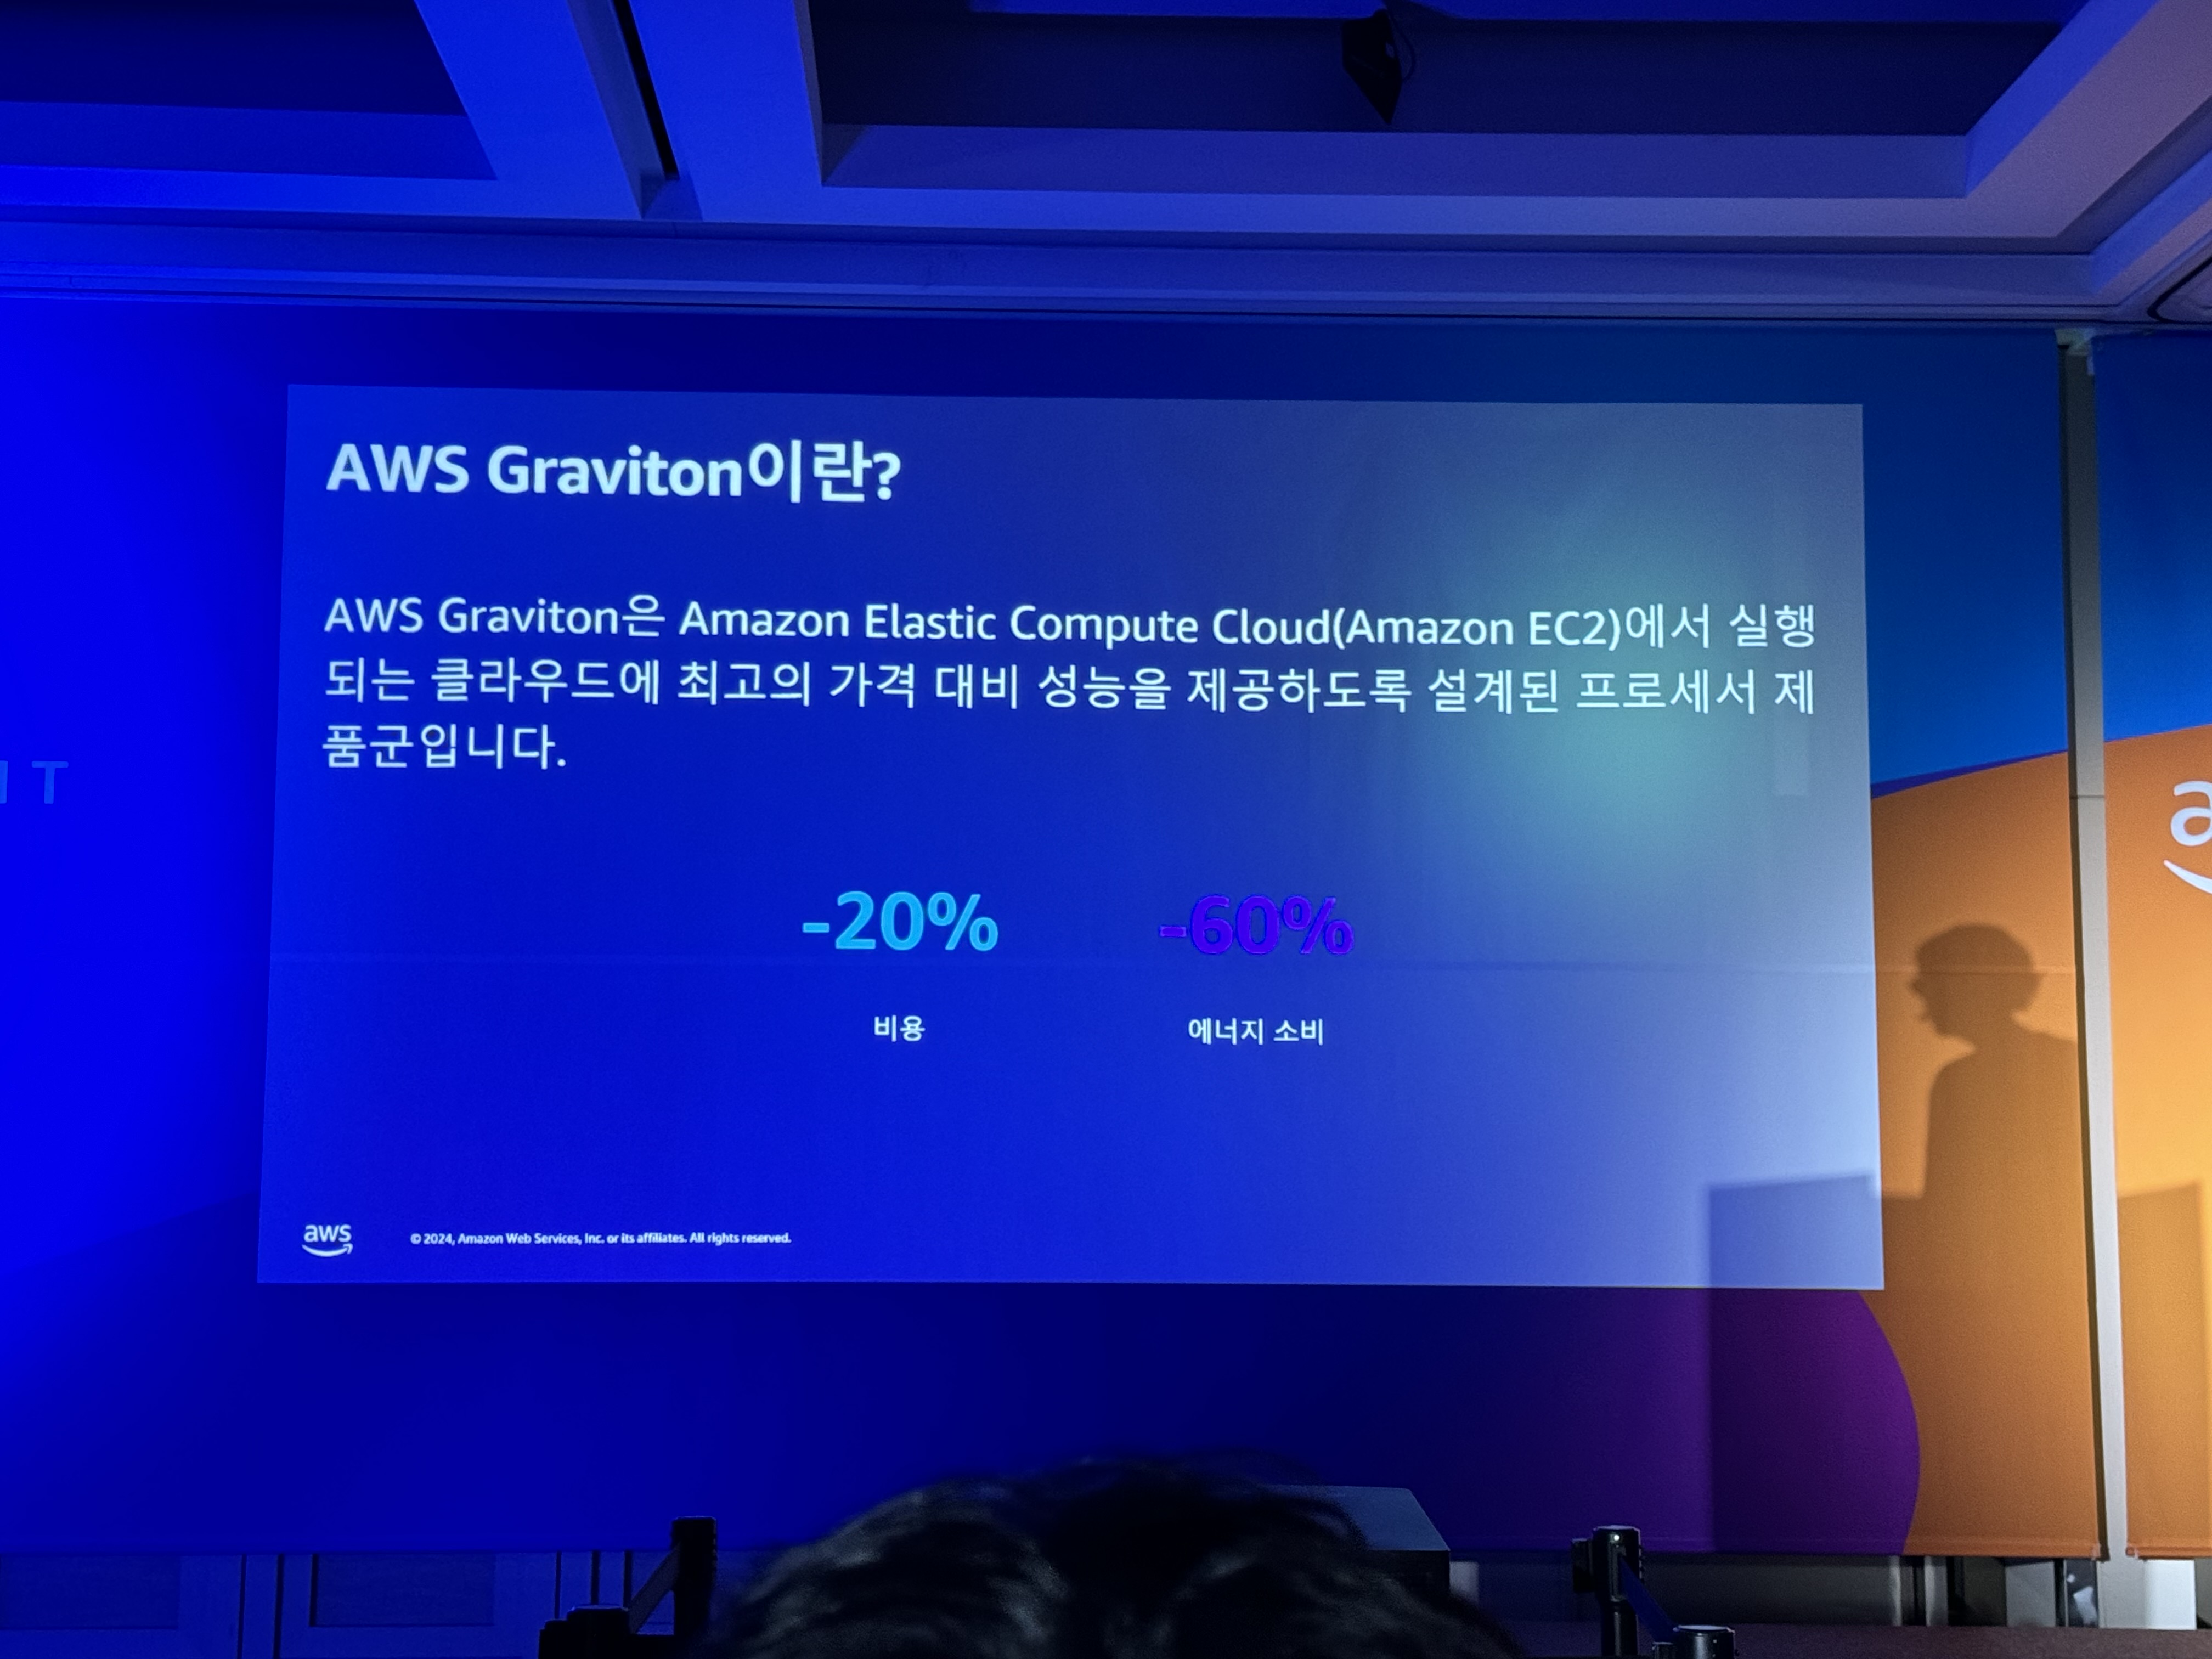 AWS Graviton이란?
AWS Graviton은 Amazon Elastic Compute Cloud(Amazon EC2)에서 실행
되는 클라우드에 최고의 가격 대비 성능을 제공하도록 설계된 프로세서 제
품군입니다.
-20%
-60%
비용
에너지 소비
aws
© 2024, Amazon Web Services, Inc. or its affiliates. All rights reserved.